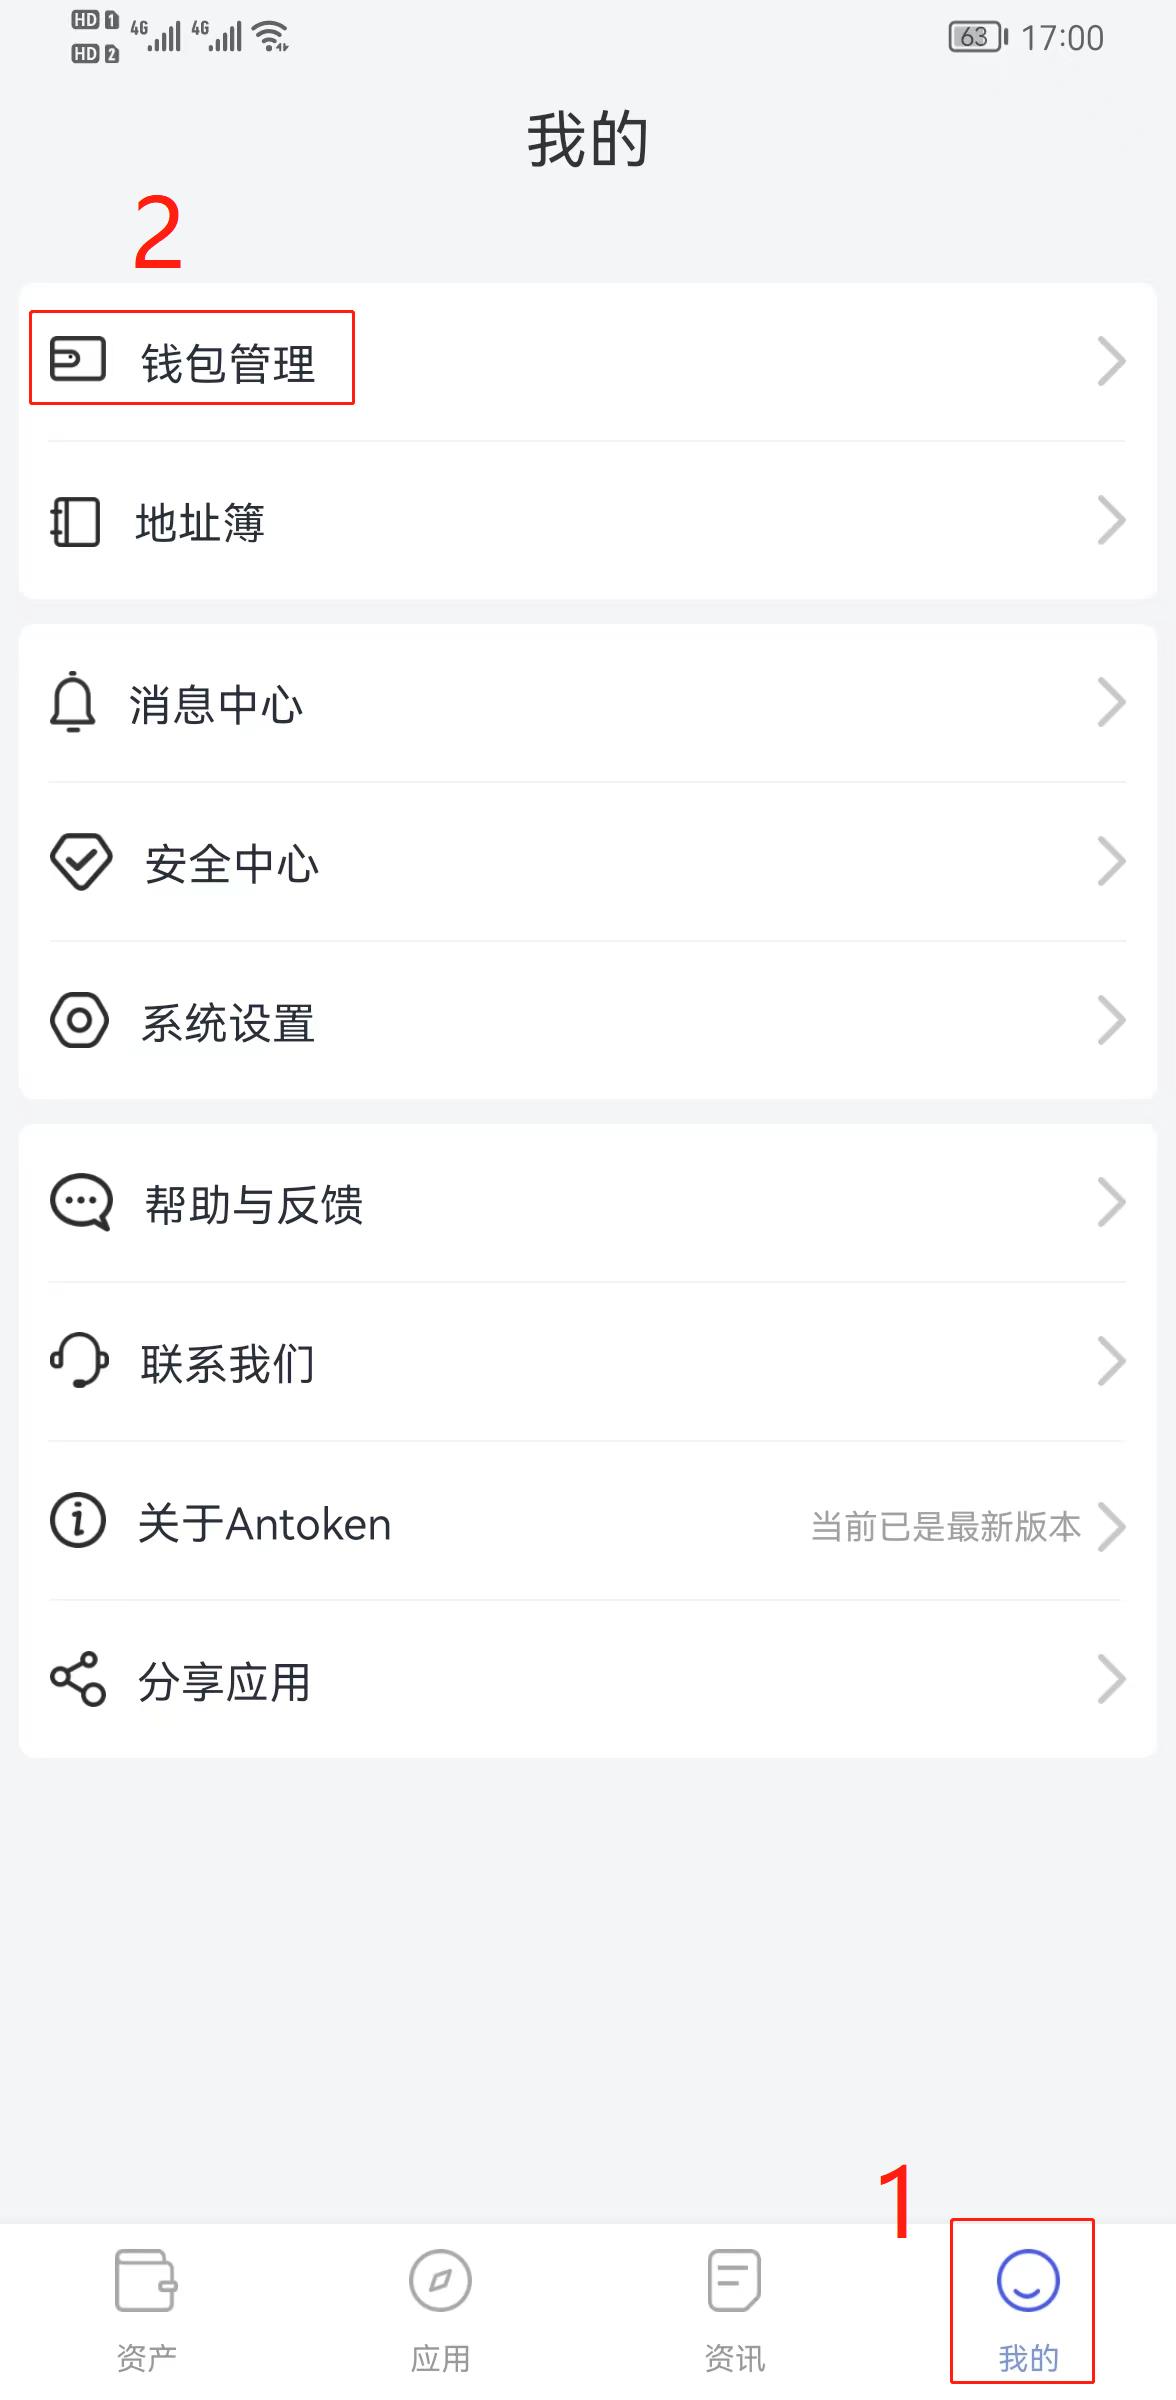 HD 1 4G 4G
HD 2
63 17:00
我的
2
钱包管理
地址簿
消息中心
安全中心
系统设置
帮助与反馈
联系我们
关于Antoken 当前已是最新版本
分享应用
1
资产 应用 资讯 我的